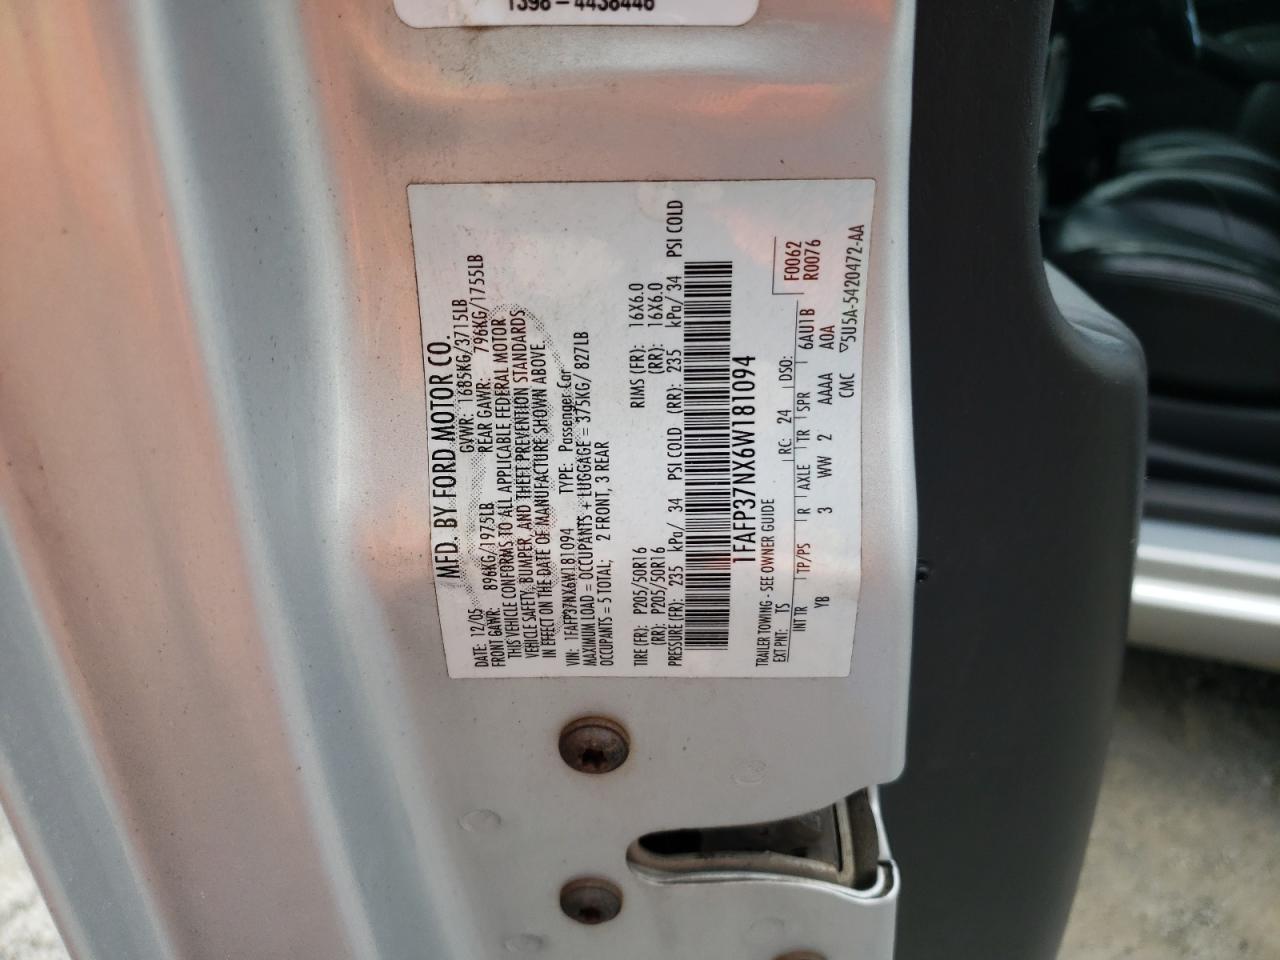 1398-4438446
MFD. BY FORD MOTOR CO.
DATE: 12/05 GVWR: 1685KG/3715LB
FRONT GAWR: 896KG/1975LB REAR GAWR: 796KG/1755LB
THIS VEHICLE CONFORMS TO ALL APPLICABLE FEDERAL MOTOR
VEHICLE SAFETY, BUMPER, AND THEFT PREVENTION STANDARDS
IN EFFECT ON THE DATE OF MANUFACTURE SHOWN ABOVE.
VIN: 1FAFP37NX6W181094 TYPE: Passenger Car
MAXIMUM LOAD = OCCUPANTS + LUGGAGE = 375KG/ 827LB
OCCUPANTS = 5 TOTAL; 2 FRONT, 3 REAR
TIRE (FR): P205/50R16 RIMS (FR): 16X6.0
(RR): P205/50R16 (RR): 16X6.0
PRESSURE (FR): 235 kPa/ 34 PSI COLD (RR): 235 kPa/ 34 PSI COLD
1FAFP37NX6W181094
TRAILER TOWING - SEE OWNER GUIDE F0062
EXT PNT: TS RC: 24 DSO: R0076
INT TR TP/PS R AXLE TR SPR 6AU1B
YB 3 WW 2 AAAA A0A
CMC ▽5U5A-5420472-AA